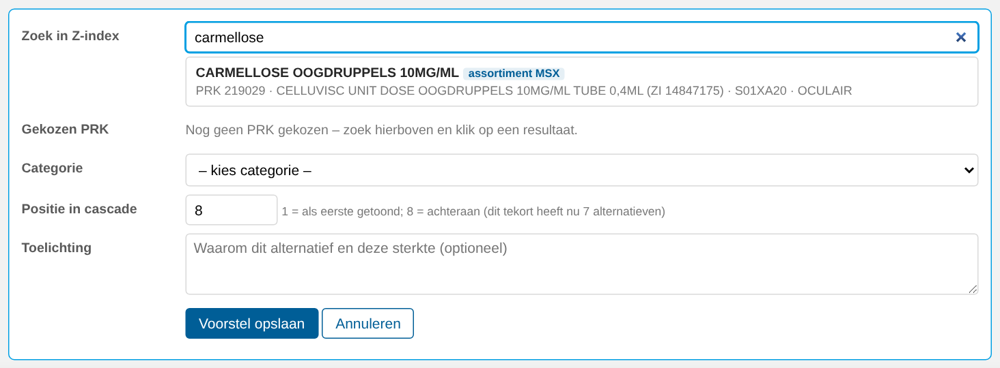 Zoek in Z-index
carmellose
CARMELLOSE OOGDRUPPELS 10MG/ML assortiment MSX
PRK 219029 · CELLUVISC UNIT DOSE OOGDRUPPELS 10MG/ML TUBE 0,4ML (ZI 14847175) · S01XA20 · OCULAIR
Gekozen PRK
Nog geen PRK gekozen – zoek hierboven en klik op een resultaat.
Categorie
– kies categorie –
Positie in cascade
8
1 = als eerste getoond; 8 = achteraan (dit tekort heeft nu 7 alternatieven)
Toelichting
Waarom dit alternatief en deze sterkte (optioneel)
Voorstel opslaan
Annuleren